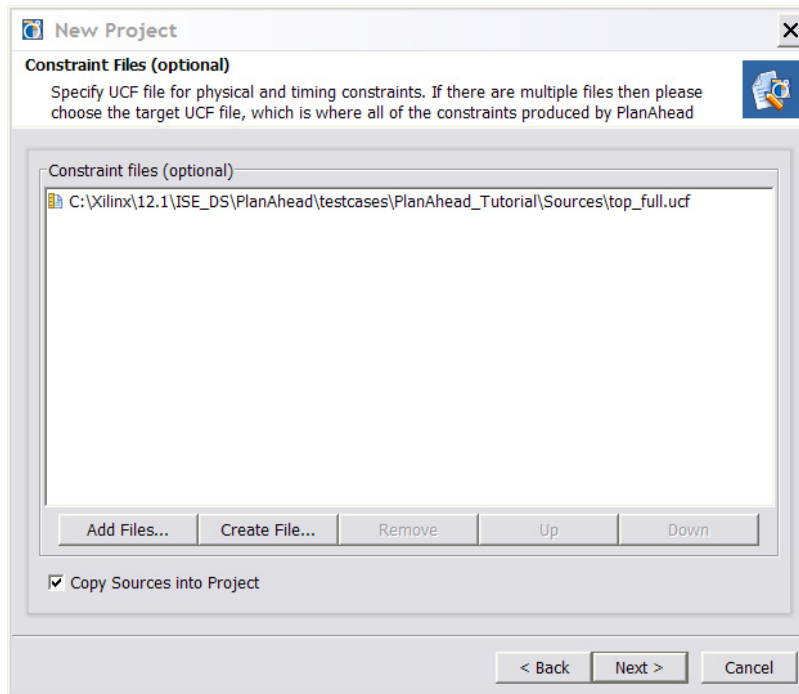 New Project
Constraint Files (optional)
Specify UCF file for physical and timing constraints. If there are multiple files then please
choose the target UCF file, which is where all of the constraints produced by PlanAhead
Constraint files (optional)
C:\Xilinx\12.1\ISE_DS\PlanAhead\testcases\PlanAhead_Tutorial\Sources\top_full.ucf
Add Files... Create File... Remove Up Down
Copy Sources into Project
< Back Next > Cancel